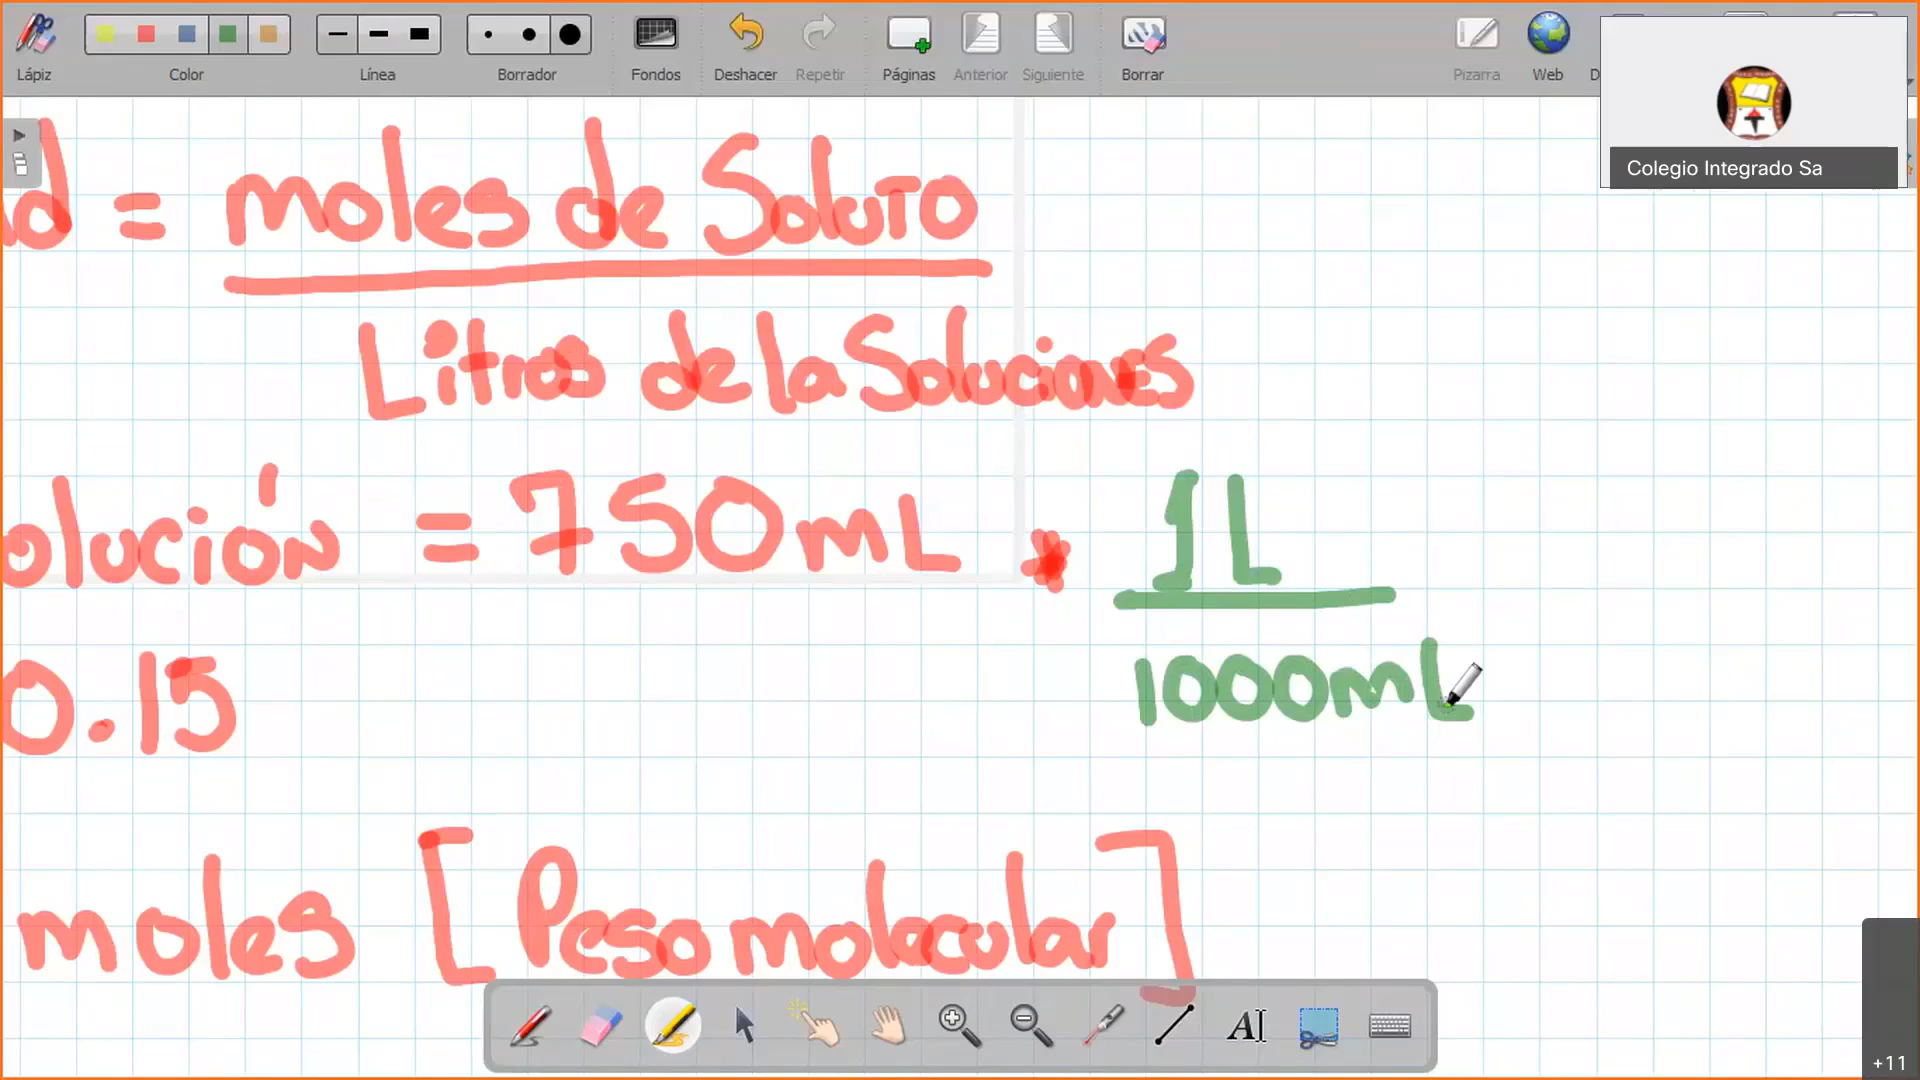 Lápiz Color Línea Borrador Fondos Deshacer Repetir Páginas Anterior Siguiente Borrar Pizarra Web D
Colegio Integrado Sa
d = moles de Soluto
Litros de la Soluciones
olución = 750mL * 1L
1000mL
0.15
moles [Peso molecular]
+11